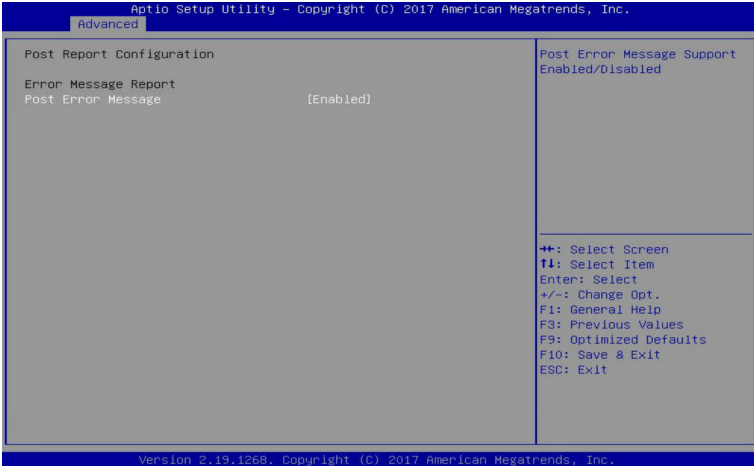 Aptio Setup Utility – Copyright (C) 2017 American Megatrends, Inc.
Advanced
Post Report Configuration
Error Message Report
Post Error Message [Enabled]
Post Error Message Support
Enabled/Disabled
→←: Select Screen
↑↓: Select Item
Enter: Select
+/-: Change Opt.
F1: General Help
F3: Previous Values
F9: Optimized Defaults
F10: Save & Exit
ESC: Exit
Version 2.19.1268. Copyright (C) 2017 American Megatrends, Inc.